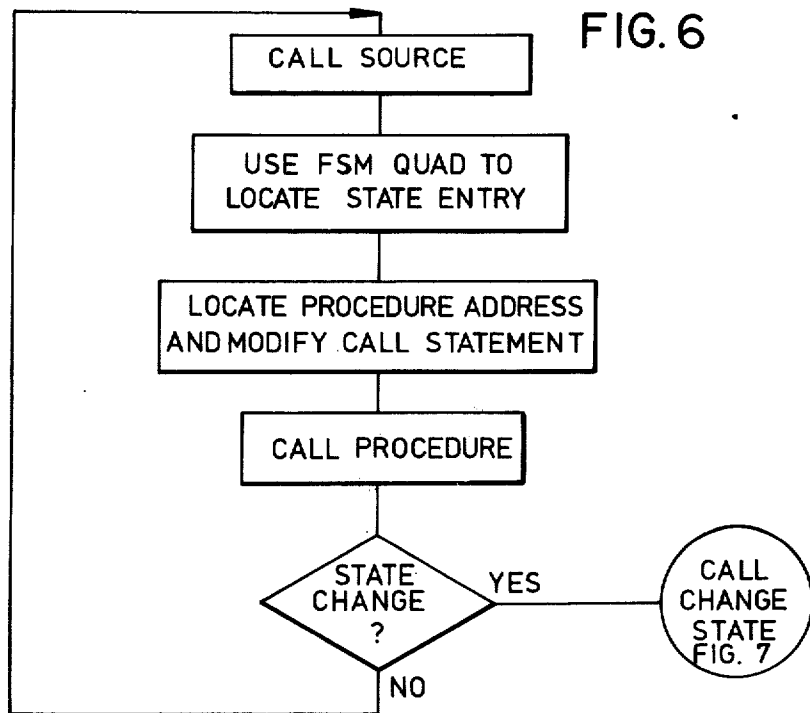 FIG. 6
CALL SOURCE
USE FSM QUAD TO
LOCATE STATE ENTRY
LOCATE PROCEDURE ADDRESS
AND MODIFY CALL STATEMENT
CALL PROCEDURE
STATE
CHANGE
?
YES
CALL
CHANGE
STATE
FIG. 7
NO